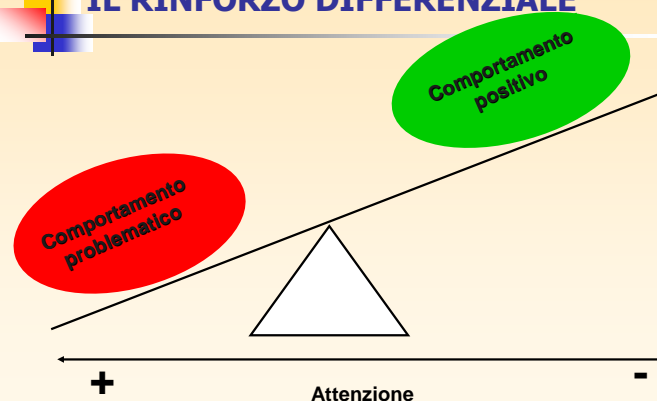 IL RINFORZO DIFFERENZIALE
Comportamento
positivo
Comportamento
problematico
+
-
Attenzione